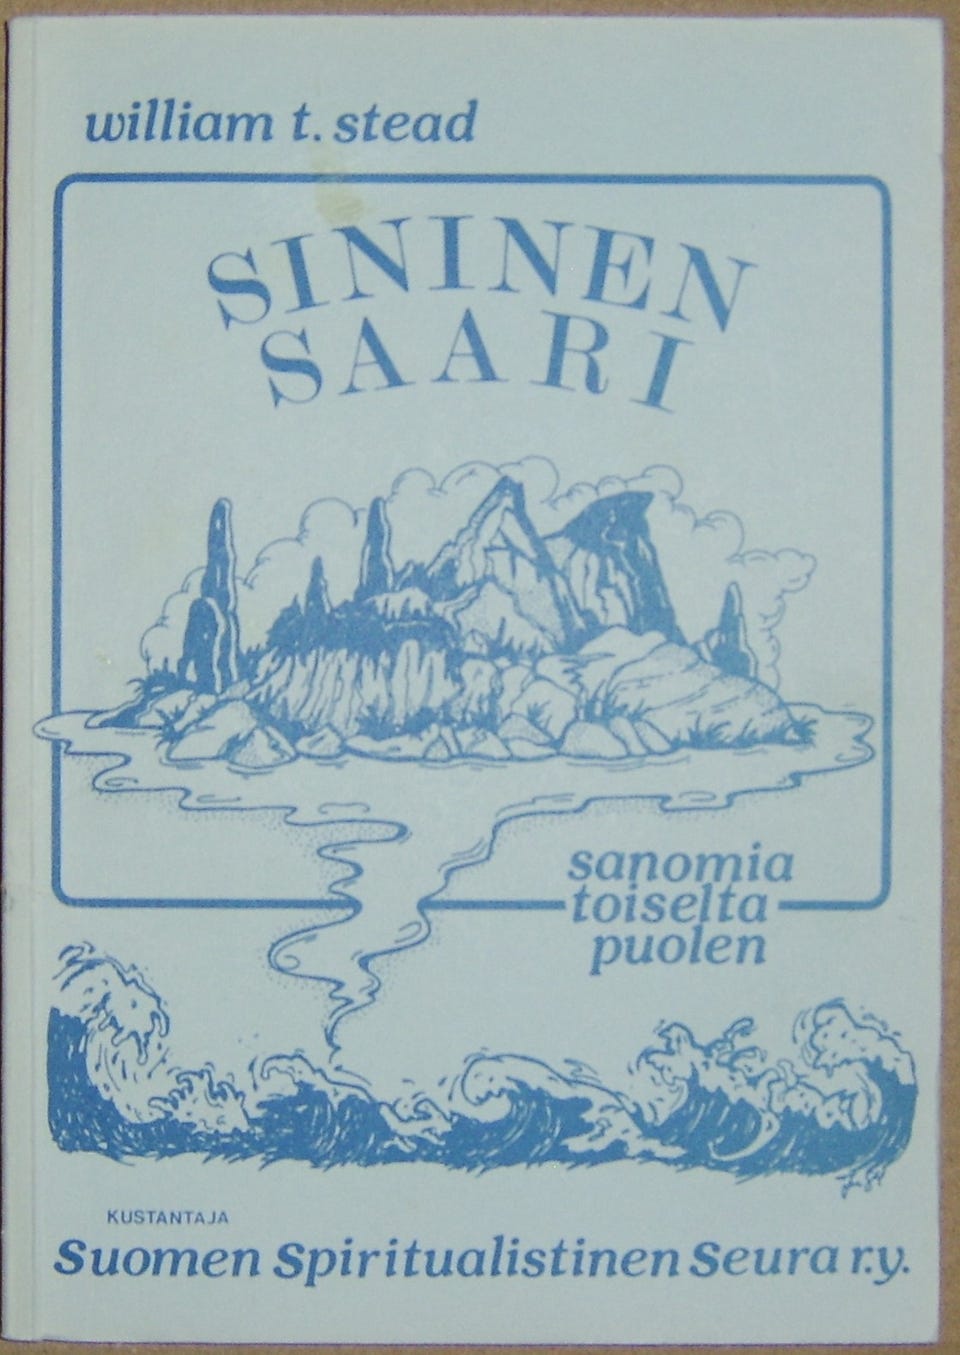 william t. stead
SININEN
SAARI
sanomia
toiselta
puolen
KUSTANTAJA
Suomen Spiritualistinen Seura r.y.